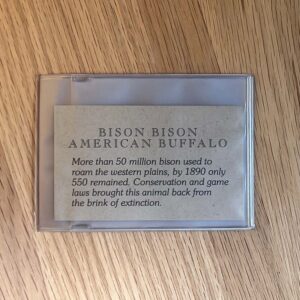 BISON BISON
AMERICAN BUFFALO
More than 50 million bison used to
roam the western plains, by 1890 only
550 remained. Conservation and game
laws brought this animal back from
the brink of extinction.